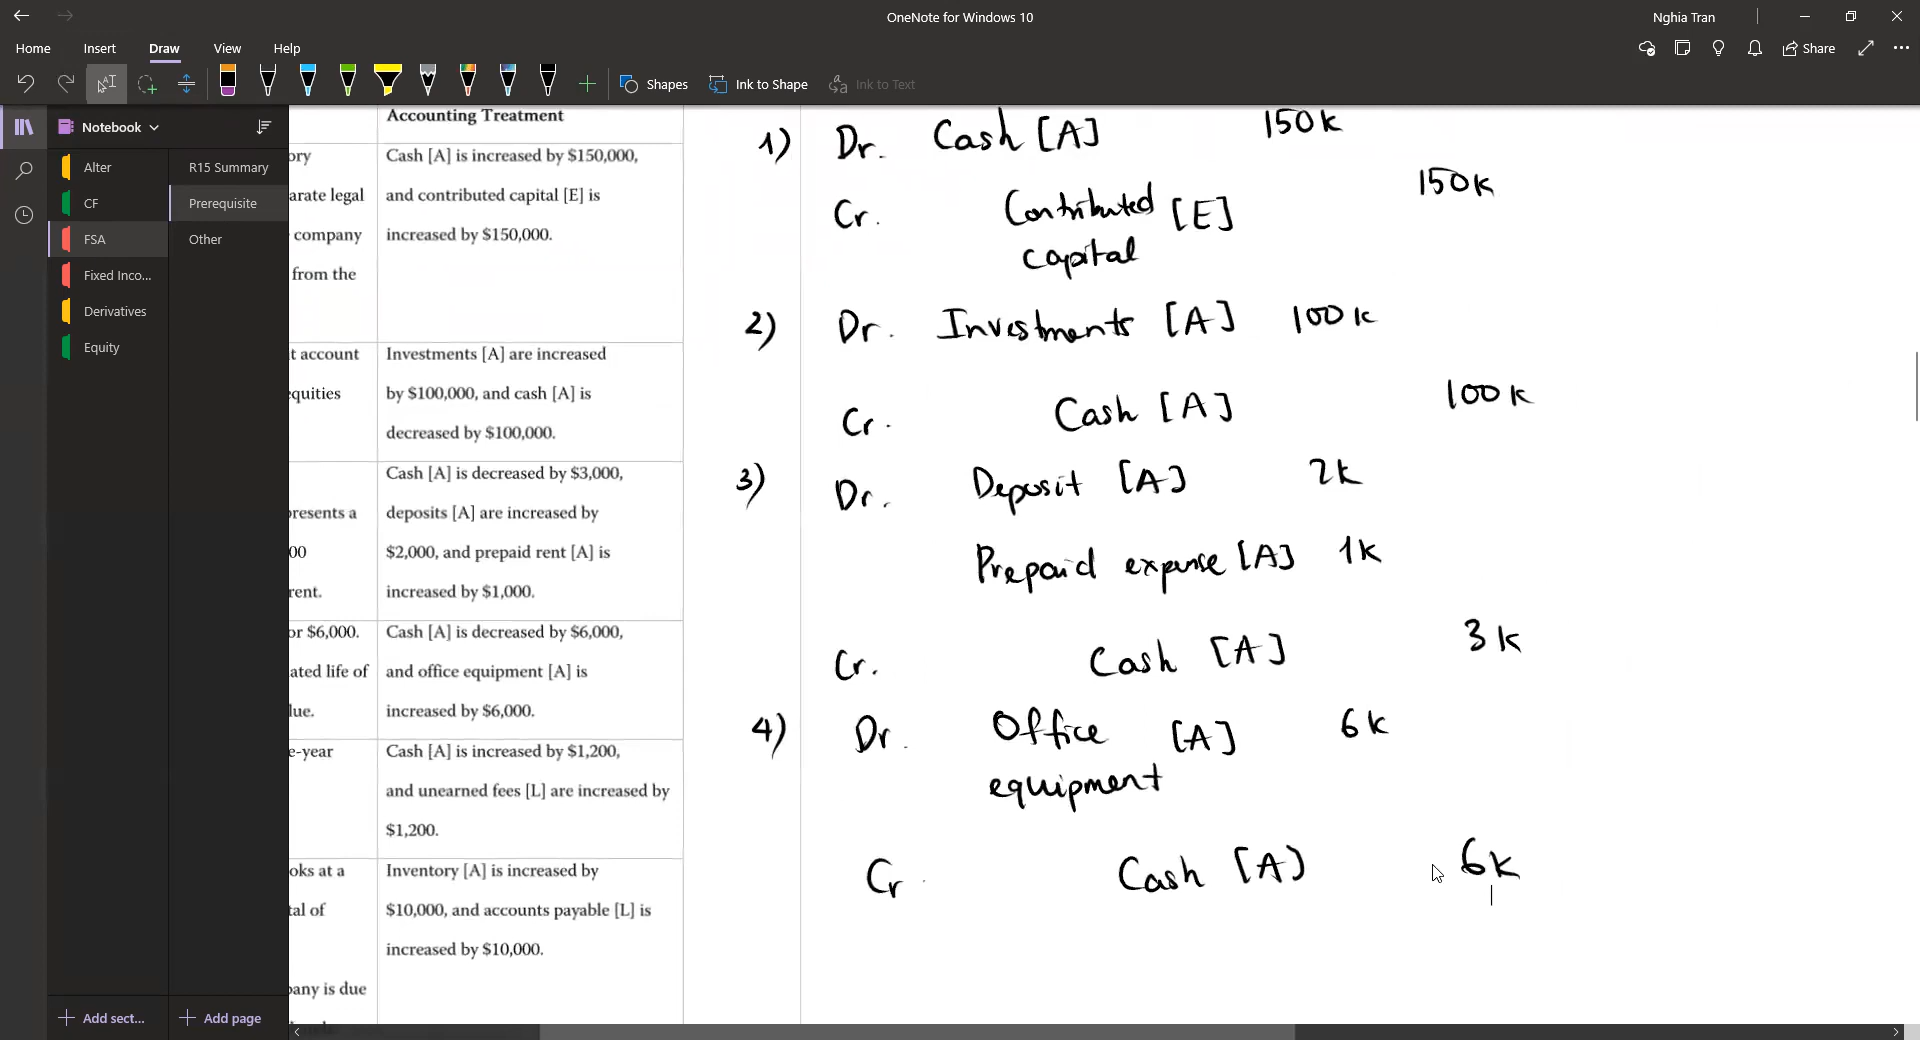 OneNote for Windows 10
Nghia Tran
Home Insert Draw View Help
Share
Shapes Ink to Shape Ink to Text
Notebook
Alter
CF
FSA
Fixed Inco...
Derivatives
Equity
R15 Summary
Prerequisite
Other
Add sect...
Add page
Accounting Treatment
ory
arate legal
company
from the
Cash [A] is increased by $150,000,
and contributed capital [E] is
increased by $150,000.
t account
equities
Investments [A] are increased
by $100,000, and cash [A] is
decreased by $100,000.
presents a
00
rent.
Cash [A] is decreased by $3,000,
deposits [A] are increased by
$2,000, and prepaid rent [A] is
increased by $1,000.
or $6,000.
ated life of
lue.
Cash [A] is decreased by $6,000,
and office equipment [A] is
increased by $6,000.
e-year
Cash [A] is increased by $1,200,
and unearned fees [L] are increased by
$1,200.
oks at a
tal of
pany is due
Inventory [A] is increased by
$10,000, and accounts payable [L] is
increased by $10,000.
1) Dr. Cash [A] 150k
Cr. Contributed [E] 150k
capital
2) Dr. Investments [A] 100k
Cr. Cash [A] 100k
3) Dr. Deposit [A] 2k
Prepaid expense [A] 1k
Cr. Cash [A] 3k
4) Dr. Office [A] 6k
equipment
Cr. Cash [A] 6k